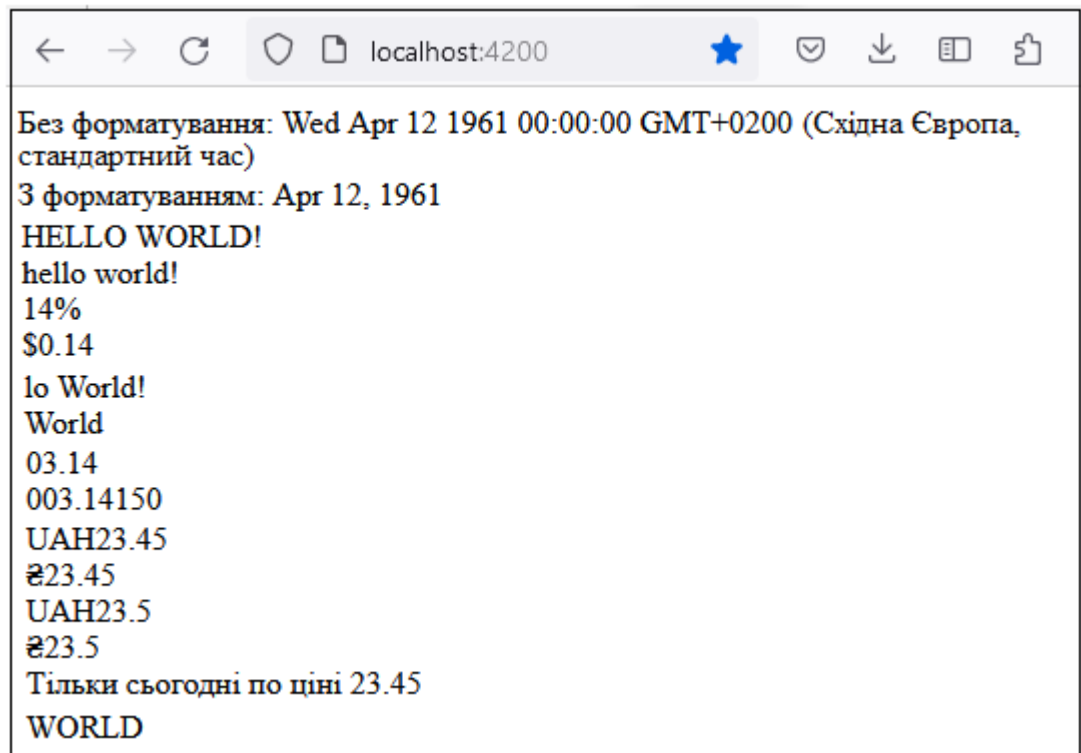 localhost:4200
Без форматування: Wed Apr 12 1961 00:00:00 GMT+0200 (Східна Європа,
стандартний час)
З форматуванням: Apr 12, 1961
HELLO WORLD!
hello world!
14%
$0.14
lo World!
World
03.14
003.14150
UAH23.45
₴23.45
UAH23.5
₴23.5
Тільки сьогодні по ціні 23.45
WORLD